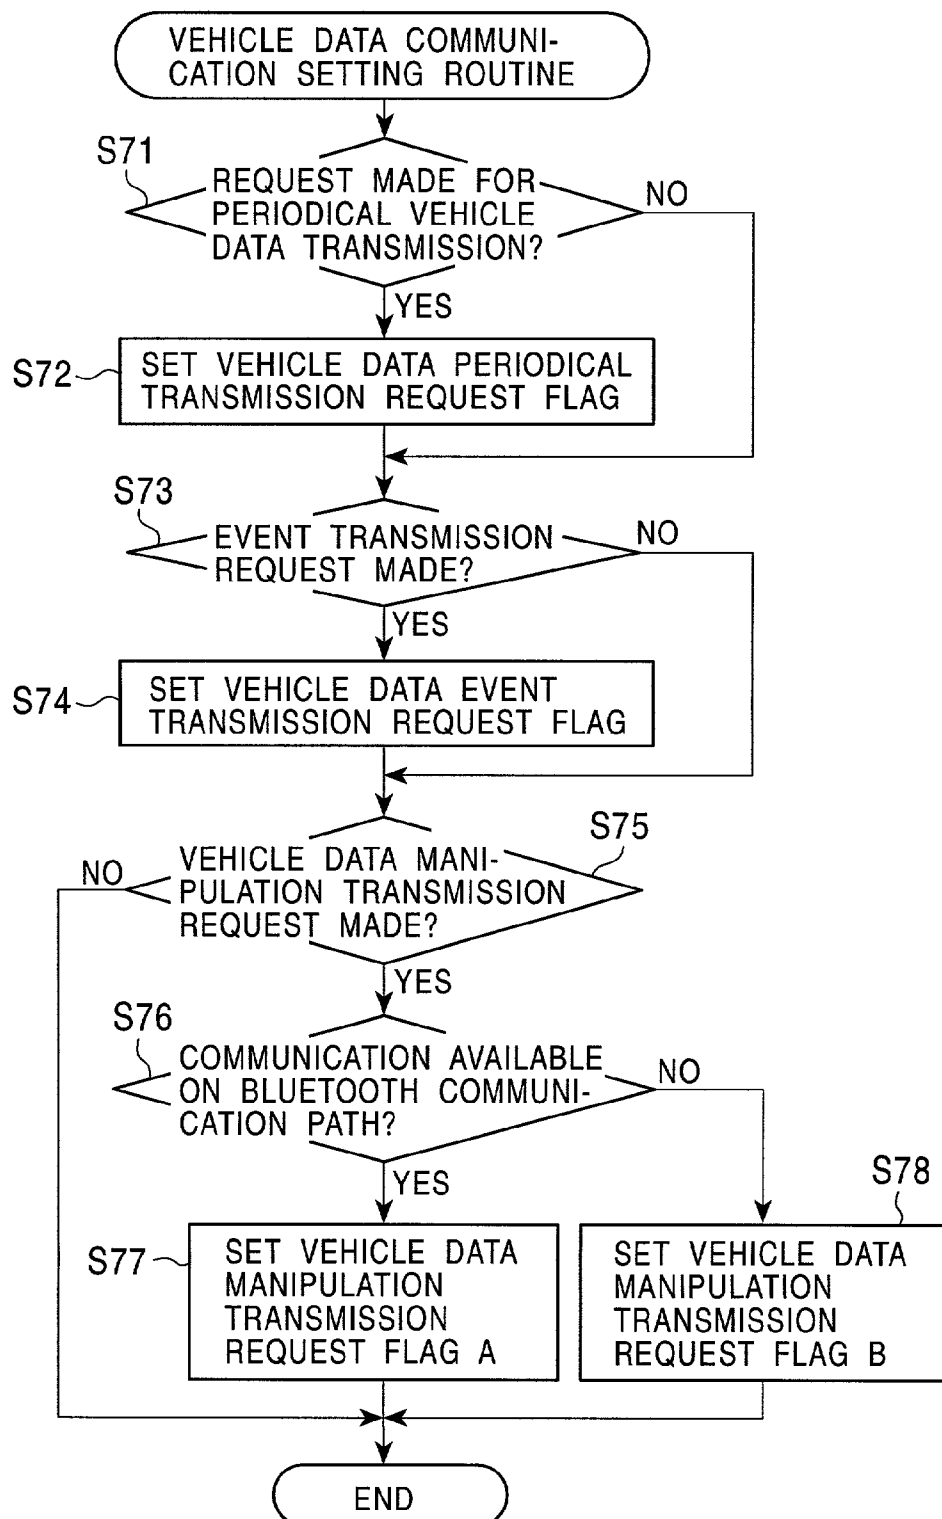 VEHICLE DATA COMMUNI-
CATION SETTING ROUTINE
S71
REQUEST MADE FOR
PERIODICAL VEHICLE
DATA TRANSMISSION?
NO
YES
S72
SET VEHICLE DATA PERIODICAL
TRANSMISSION REQUEST FLAG
S73
EVENT TRANSMISSION
REQUEST MADE?
NO
YES
S74
SET VEHICLE DATA EVENT
TRANSMISSION REQUEST FLAG
S75
VEHICLE DATA MANI-
PULATION TRANSMISSION
REQUEST MADE?
NO
YES
S76
COMMUNICATION AVAILABLE
ON BLUETOOTH COMMUNI-
CATION PATH?
NO
YES
S77
SET VEHICLE DATA
MANIPULATION
TRANSMISSION
REQUEST FLAG A
S78
SET VEHICLE DATA
MANIPULATION
TRANSMISSION
REQUEST FLAG B
END